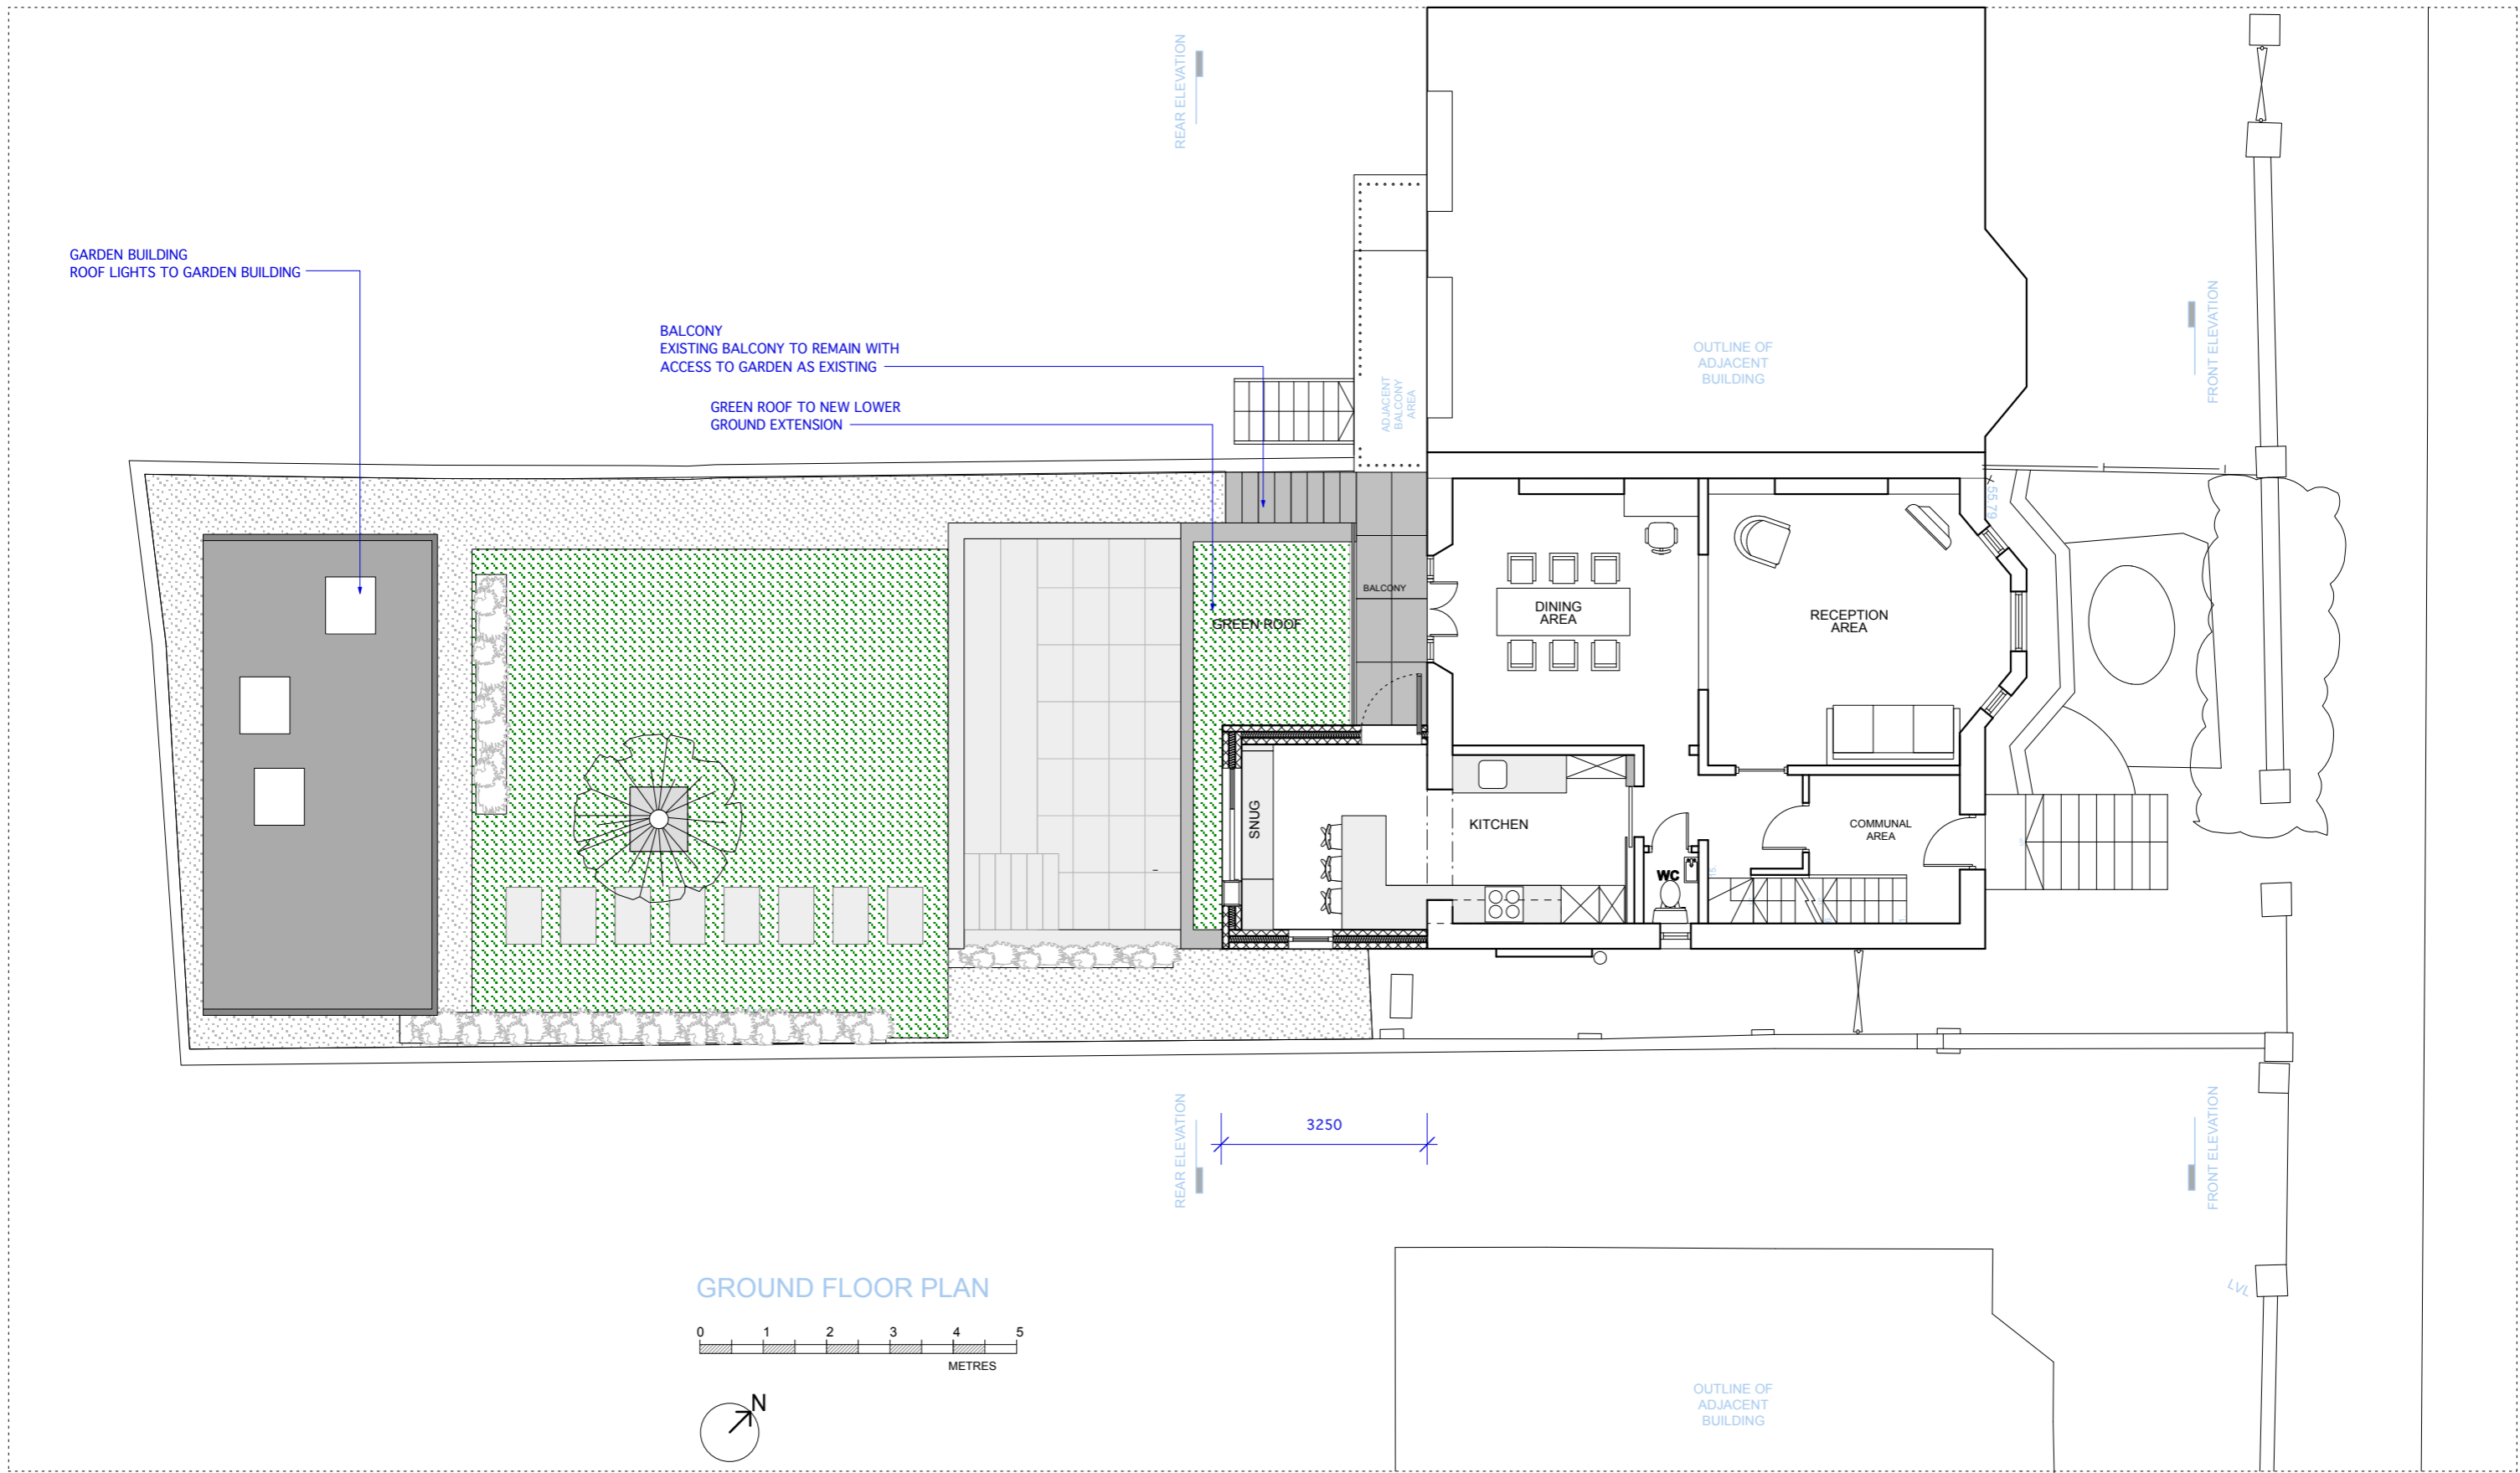 REAR ELEVATION
GARDEN BUILDING
ROOF LIGHTS TO GARDEN BUILDING
BALCONY
EXISTING BALCONY TO REMAIN WITH
ACCESS TO GARDEN AS EXISTING
GREEN ROOF TO NEW LOWER
GROUND EXTENSION
ADJACENT
BALCONY
AREA
OUTLINE OF
ADJACENT
BUILDING
FRONT ELEVATION
55.79
BALCONY
GREEN ROOF
DINING
AREA
RECEPTION
AREA
SNUG
KITCHEN
COMMUNAL
AREA
WC
REAR ELEVATION
3250
FRONT ELEVATION
GROUND FLOOR PLAN
0 1 2 3 4 5
METRES
N
OUTLINE OF
ADJACENT
BUILDING
LVL